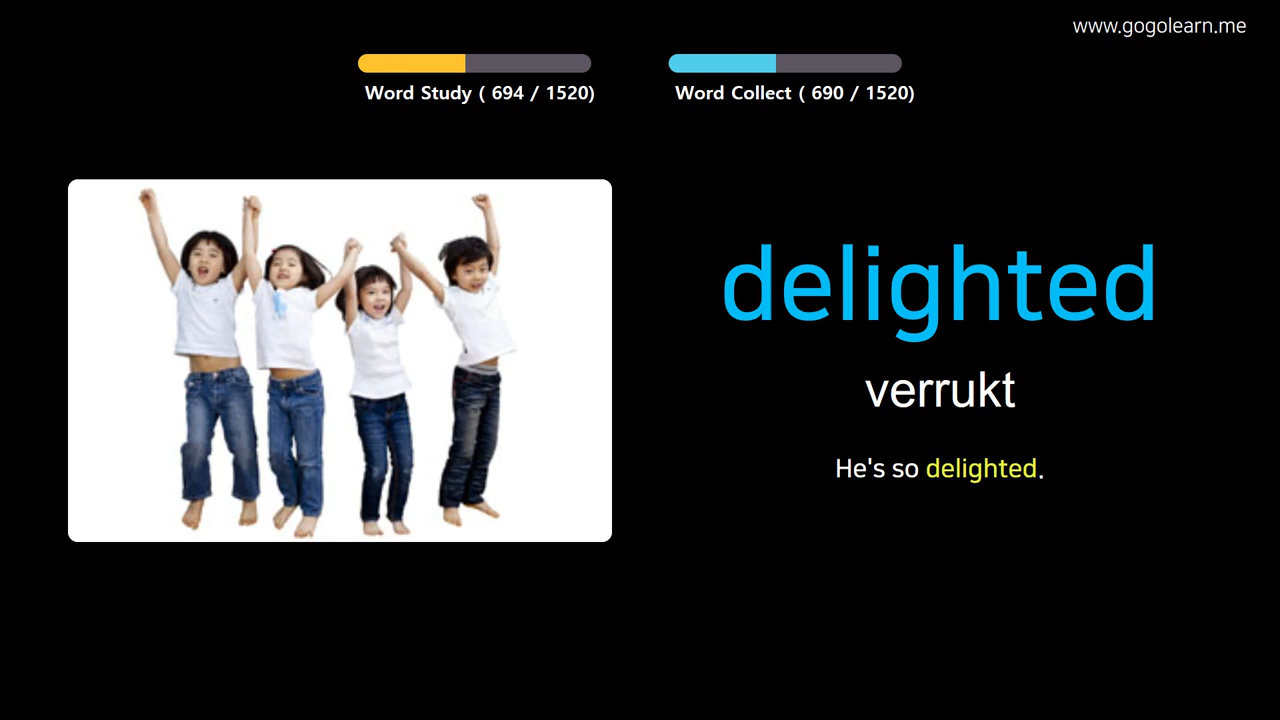 www.gogolearn.me
Word Study ( 694 / 1520)
Word Collect ( 690 / 1520)
delighted
verrukt
He's so delighted.